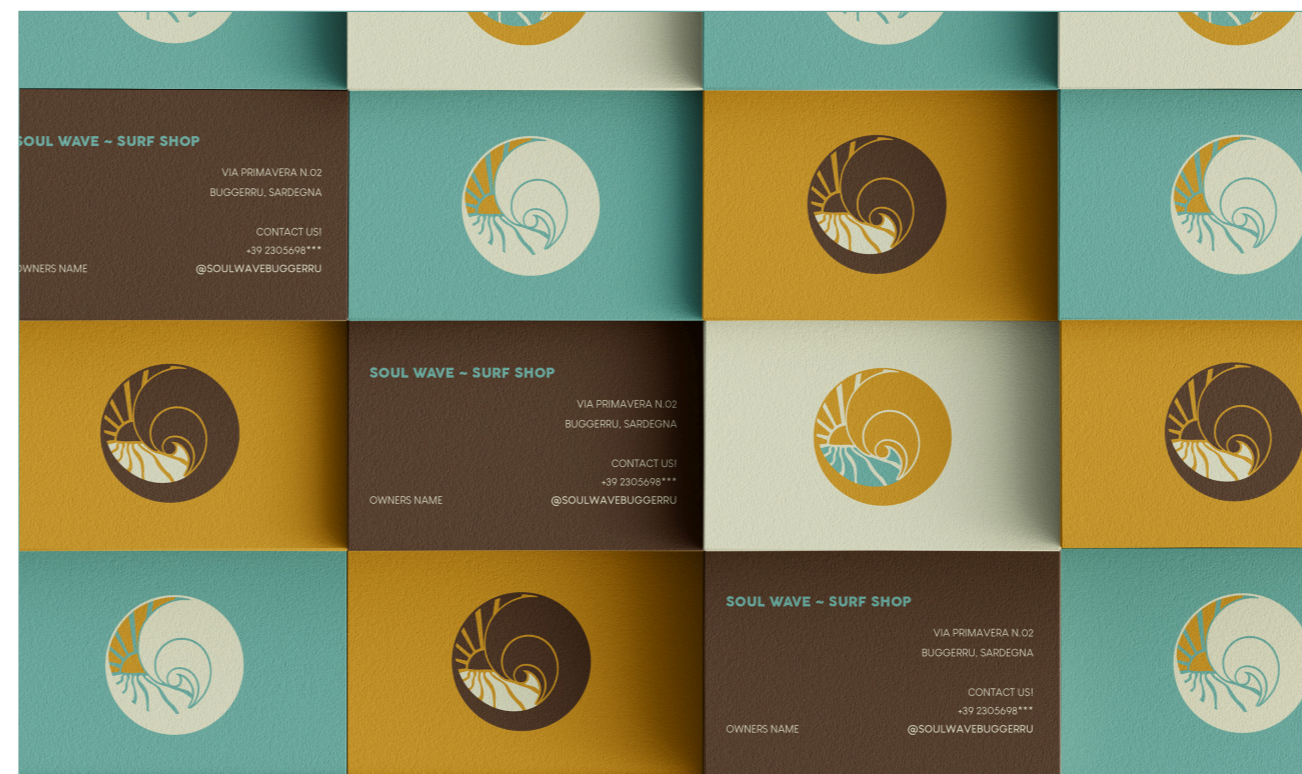 SOUL WAVE ~ SURF SHOP
VIA PRIMAVERA N.02
BUGGERRU, SARDEGNA
CONTACT US!
+39 2305698***
OWNERS NAME
@SOULWAVEBUGGERRU
SOUL WAVE ~ SURF SHOP
VIA PRIMAVERA N.02
BUGGERRU, SARDEGNA
CONTACT US!
+39 2305698***
OWNERS NAME
@SOULWAVEBUGGERRU
SOUL WAVE ~ SURF SHOP
VIA PRIMAVERA N.02
BUGGERRU, SARDEGNA
CONTACT US!
+39 2305698***
OWNERS NAME
@SOULWAVEBUGGERRU